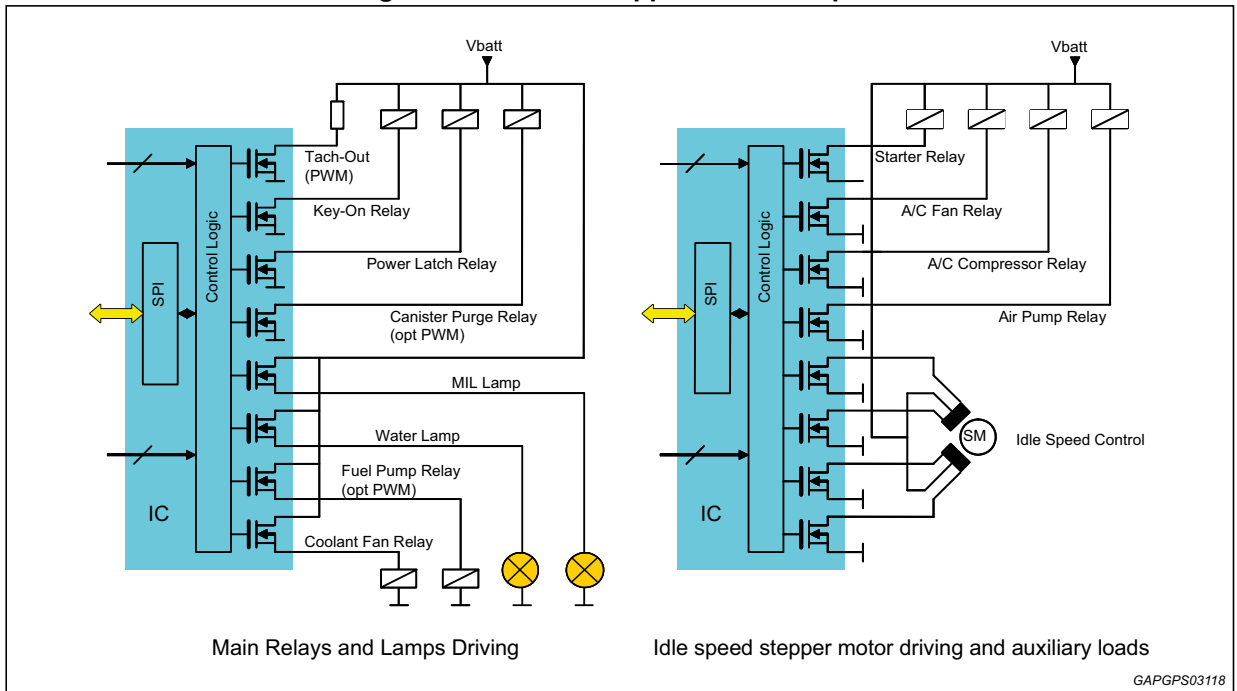 Vbatt
Tach-Out
(PWM)
Key-On Relay
Power Latch Relay
Canister Purge Relay
(opt PWM)
MIL Lamp
Water Lamp
Fuel Pump Relay
(opt PWM)
Coolant Fan Relay
Control Logic
SPI
IC
Main Relays and Lamps Driving
Vbatt
Starter Relay
A/C Fan Relay
A/C Compressor Relay
Air Pump Relay
SM
Idle Speed Control
Control Logic
SPI
IC
Idle speed stepper motor driving and auxiliary loads
GAPGPS03118